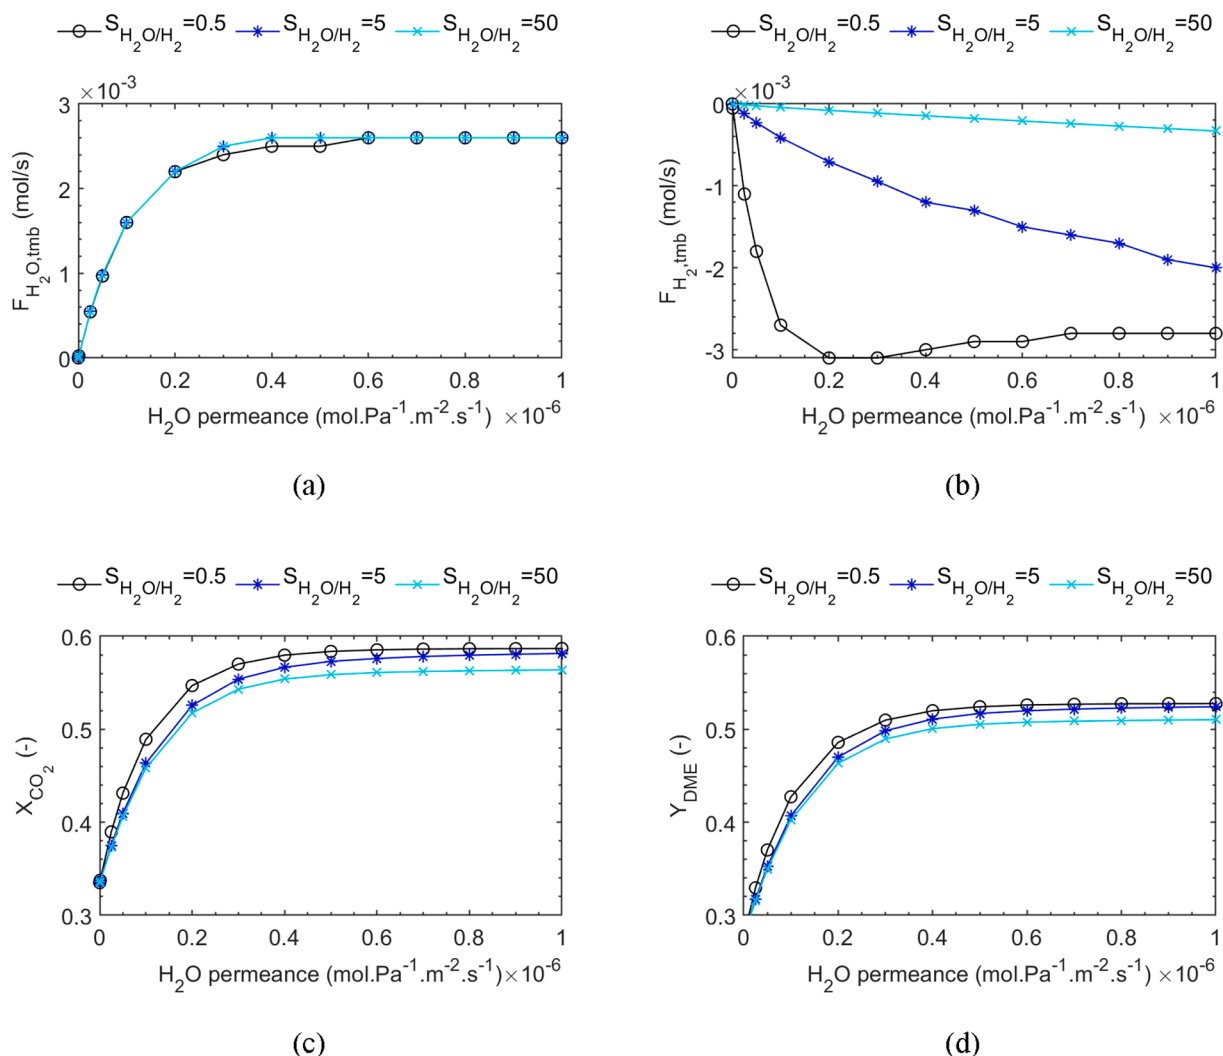 S_H2O/H2=0.5 S_H2O/H2=5 S_H2O/H2=50
×10^-3
3
2
1
0
F_H2O,tmb (mol/s)
0 0.2 0.4 0.6 0.8 1
H2O permeance (mol.Pa^-1.m^-2.s^-1) ×10^-6
(a)
S_H2O/H2=0.5 S_H2O/H2=5 S_H2O/H2=50
×10^-3
0
-1
-2
-3
F_H2,tmb (mol/s)
0 0.2 0.4 0.6 0.8 1
H2O permeance (mol.Pa^-1.m^-2.s^-1) ×10^-6
(b)
S_H2O/H2=0.5 S_H2O/H2=5 S_H2O/H2=50
0.6
0.5
0.4
0.3
X_CO2 (-)
0 0.2 0.4 0.6 0.8 1
H2O permeance (mol.Pa^-1.m^-2.s^-1)×10^-6
(c)
S_H2O/H2=0.5 S_H2O/H2=5 S_H2O/H2=50
0.6
0.5
0.4
0.3
Y_DME (-)
0 0.2 0.4 0.6 0.8 1
H2O permeance (mol.Pa^-1.m^-2.s^-1)×10^-6
(d)